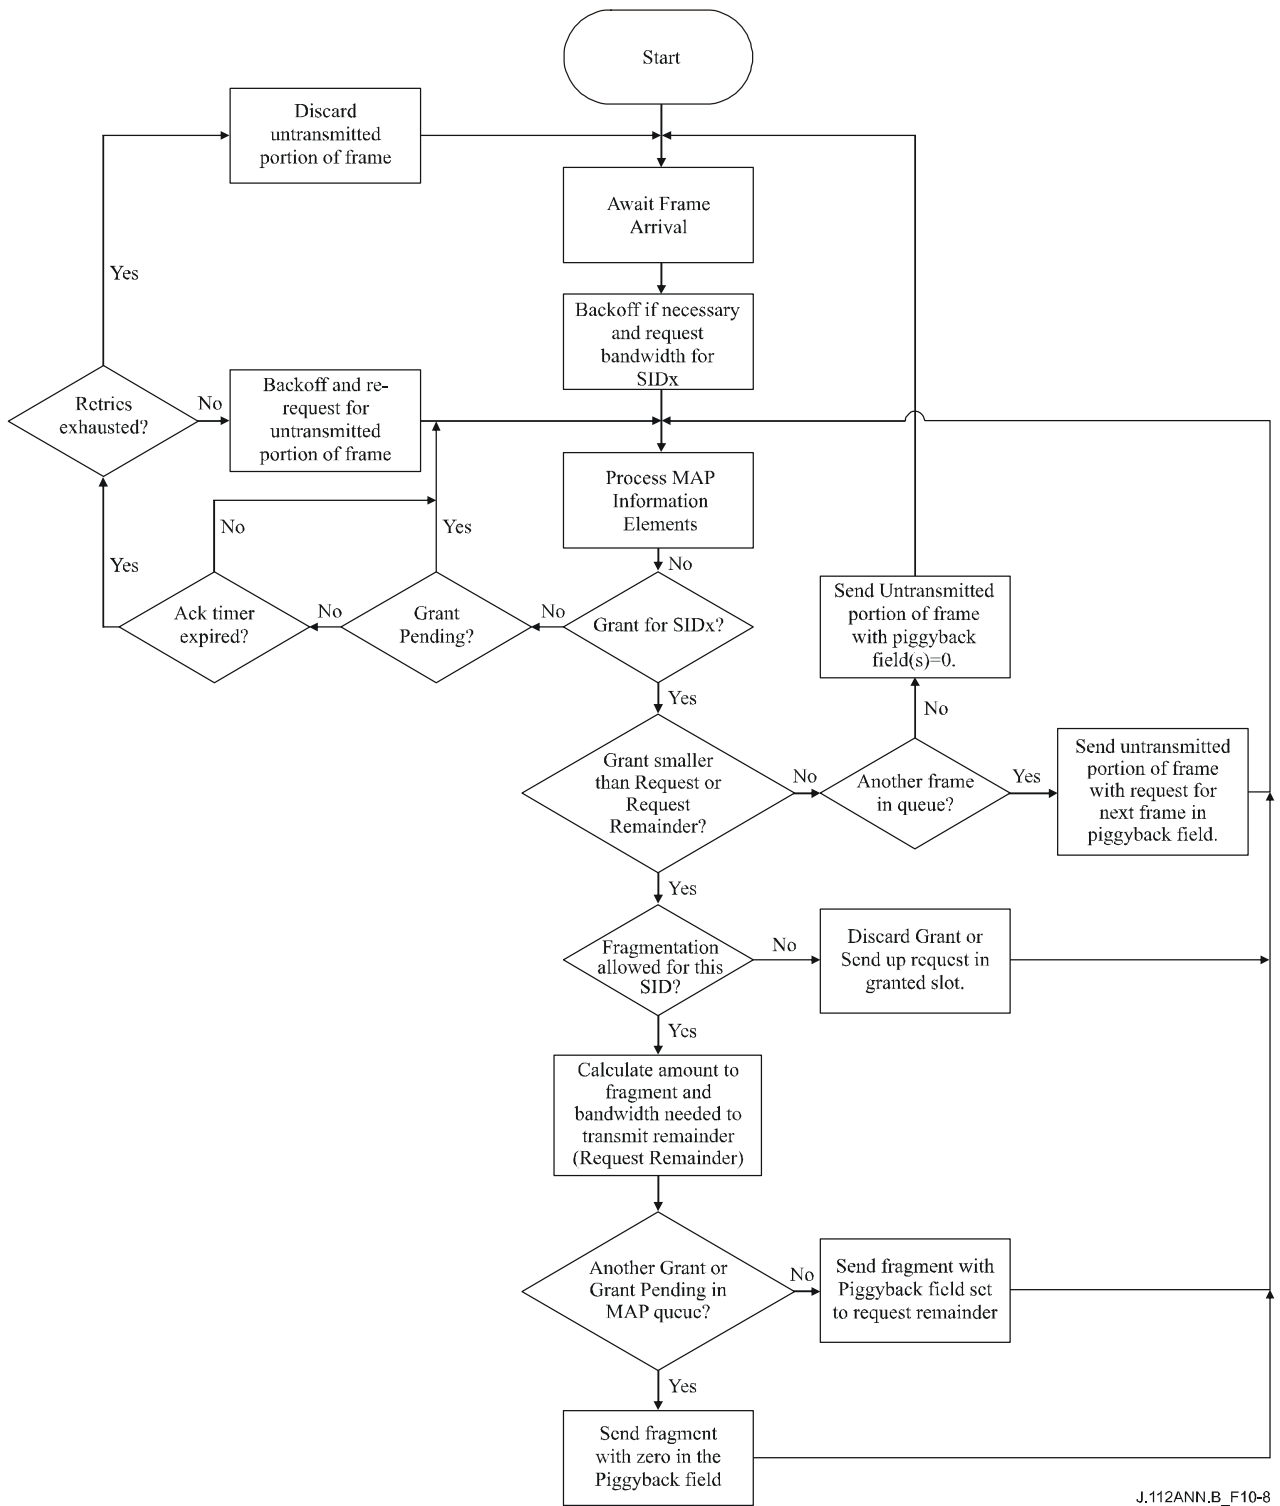 Start
Discard
untransmitted
portion of frame
Await Frame
Arrival
Yes
Backoff if necessary
and request
bandwidth for
SIDx
Retries
exhausted?
No
Backoff and re-
request for
untransmitted
portion of frame
Process MAP
Information
Elements
No
Yes
Yes
No
Ack timer
expired?
No
Grant
Pending?
No
Grant for SIDx?
Send Untransmitted
portion of frame
with piggyback
field(s)=0.
Yes
No
Grant smaller
than Request or
Request
Remainder?
No
Another frame
in queue?
Yes
Send untransmitted
portion of frame
with request for
next frame in
piggyback field.
Yes
Fragmentation
allowed for this
SID?
No
Discard Grant or
Send up request in
granted slot.
Yes
Calculate amount to
fragment and
bandwidth needed to
transmit remainder
(Request Remainder)
Another Grant or
Grant Pending in
MAP queue?
No
Send fragment with
Piggyback field set
to request remainder
Yes
Send fragment
with zero in the
Piggyback field
J.112ANN.B_F10-8